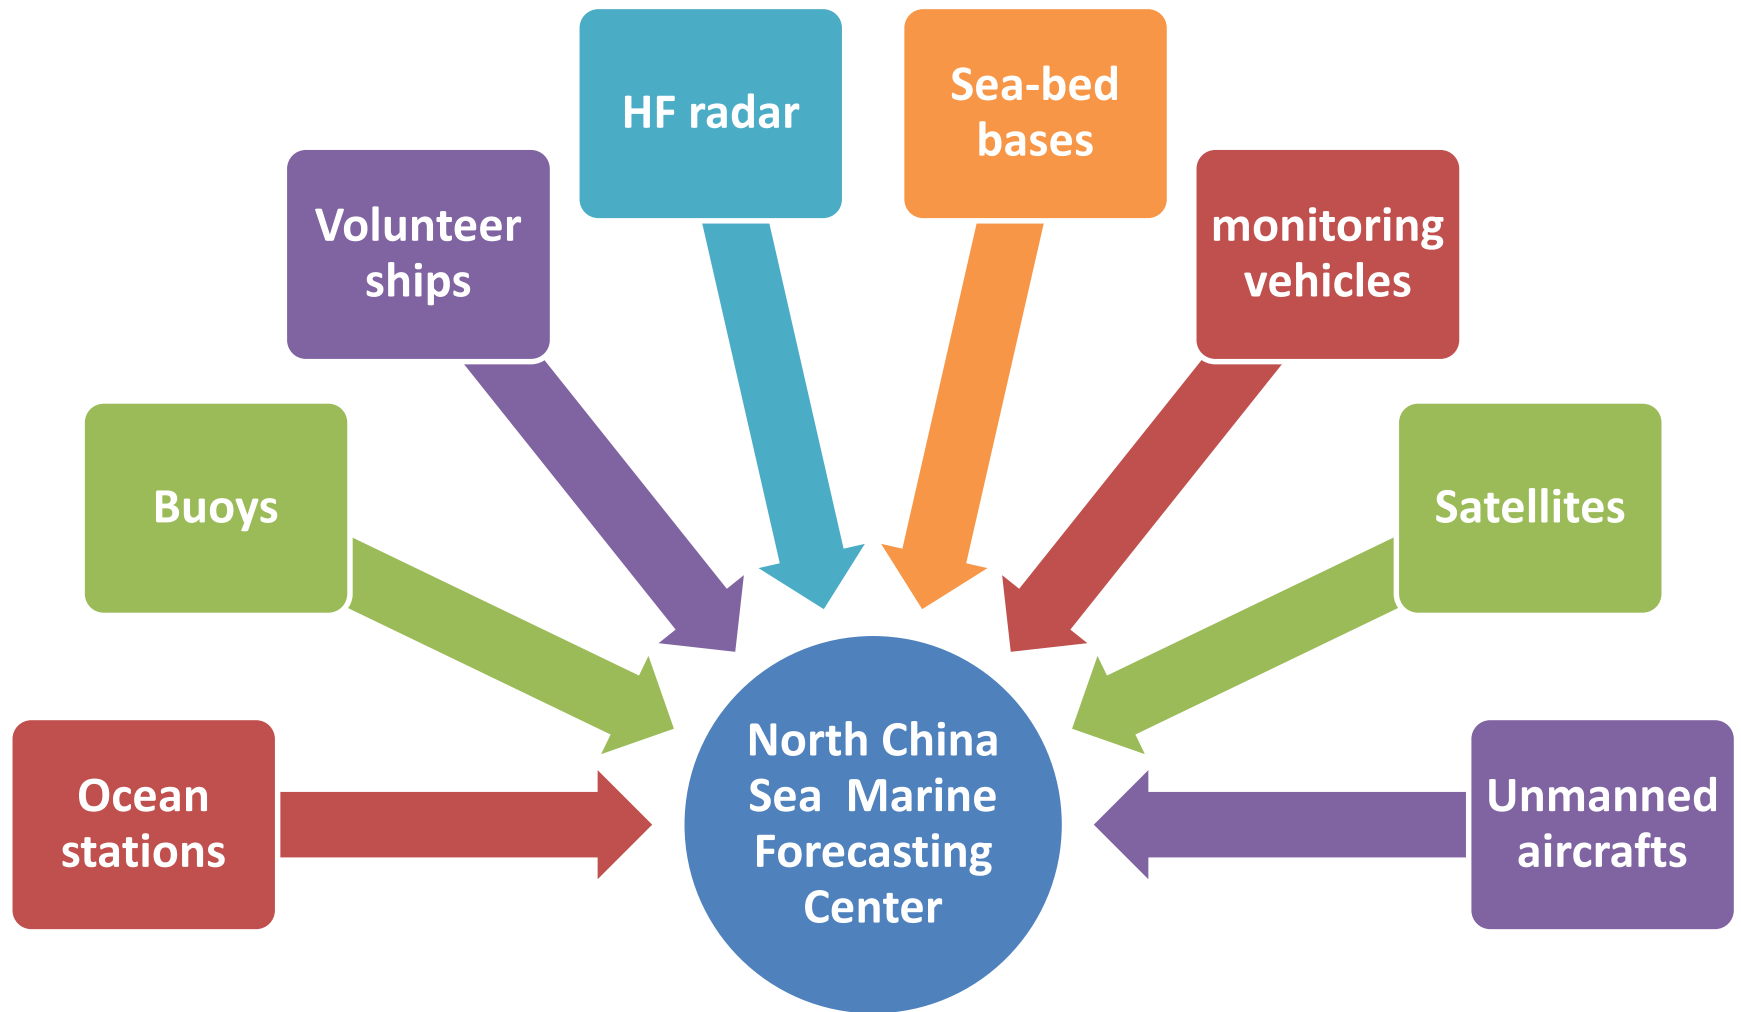 HF radar
Sea-bed
bases
Volunteer
ships
monitoring
vehicles
Buoys
Satellites
Ocean
stations
North China
Sea  Marine
Forecasting
Center
Unmanned
aircrafts